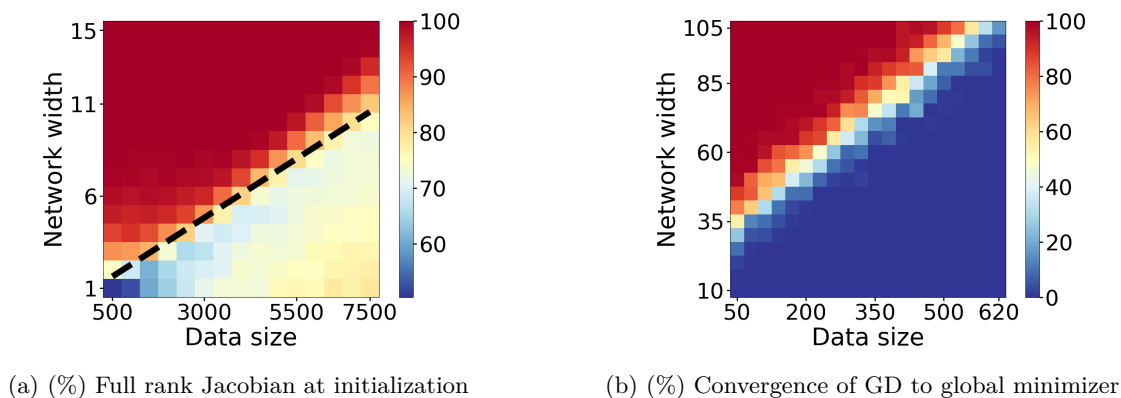 15
11
6
1
Network width
500 3000 5500 7500
Data size
100
90
80
70
60
105
85
60
35
10
Network width
50 200 350 500 620
Data size
100
80
60
40
20
0
(a) (%) Full rank Jacobian at initialization
(b) (%) Convergence of GD to global minimizer